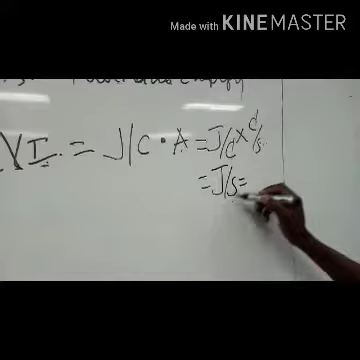 Made with KINEMASTER
VI = J/C · A = J/C × C/s
= J/s =